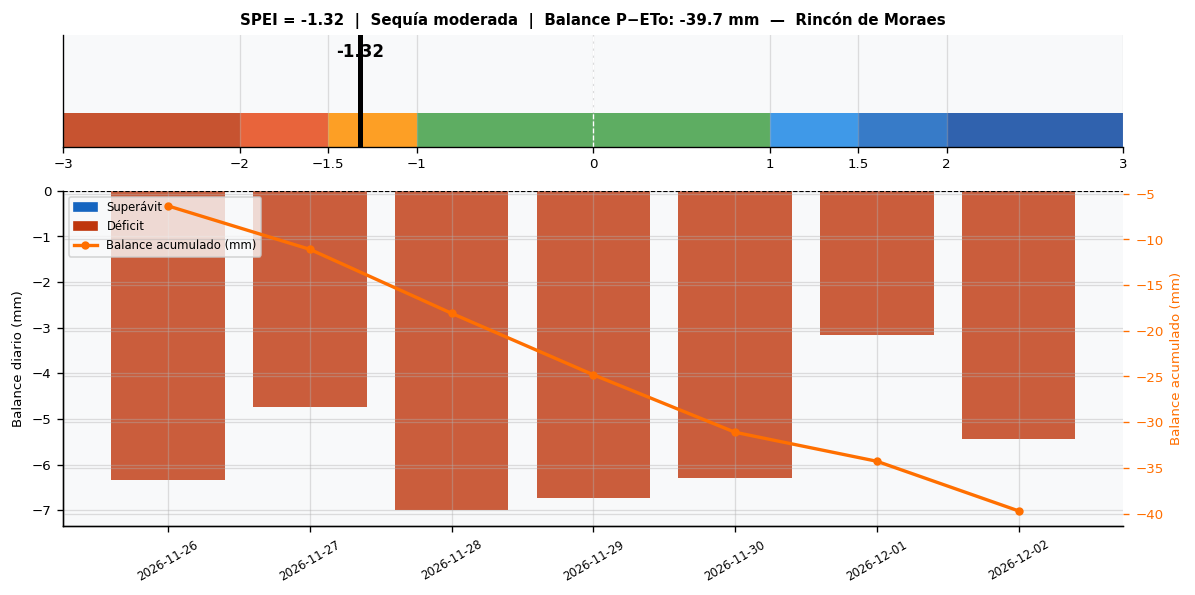 SPEI = -1.32  |  Sequía moderada  |  Balance P−ETo: -39.7 mm  —  Rincón de Moraes
-1.32
−3 −2 −1.5 −1 0 1 1.5 2 3
Balance diario (mm)
0
−1
−2
−3
−4
−5
−6
−7
Superávit
Déficit
Balance acumulado (mm)
−5
−10
−15
−20
−25
−30
−35
−40
Balance acumulado (mm)
2026-11-26 2026-11-27 2026-11-28 2026-11-29 2026-11-30 2026-12-01 2026-12-02